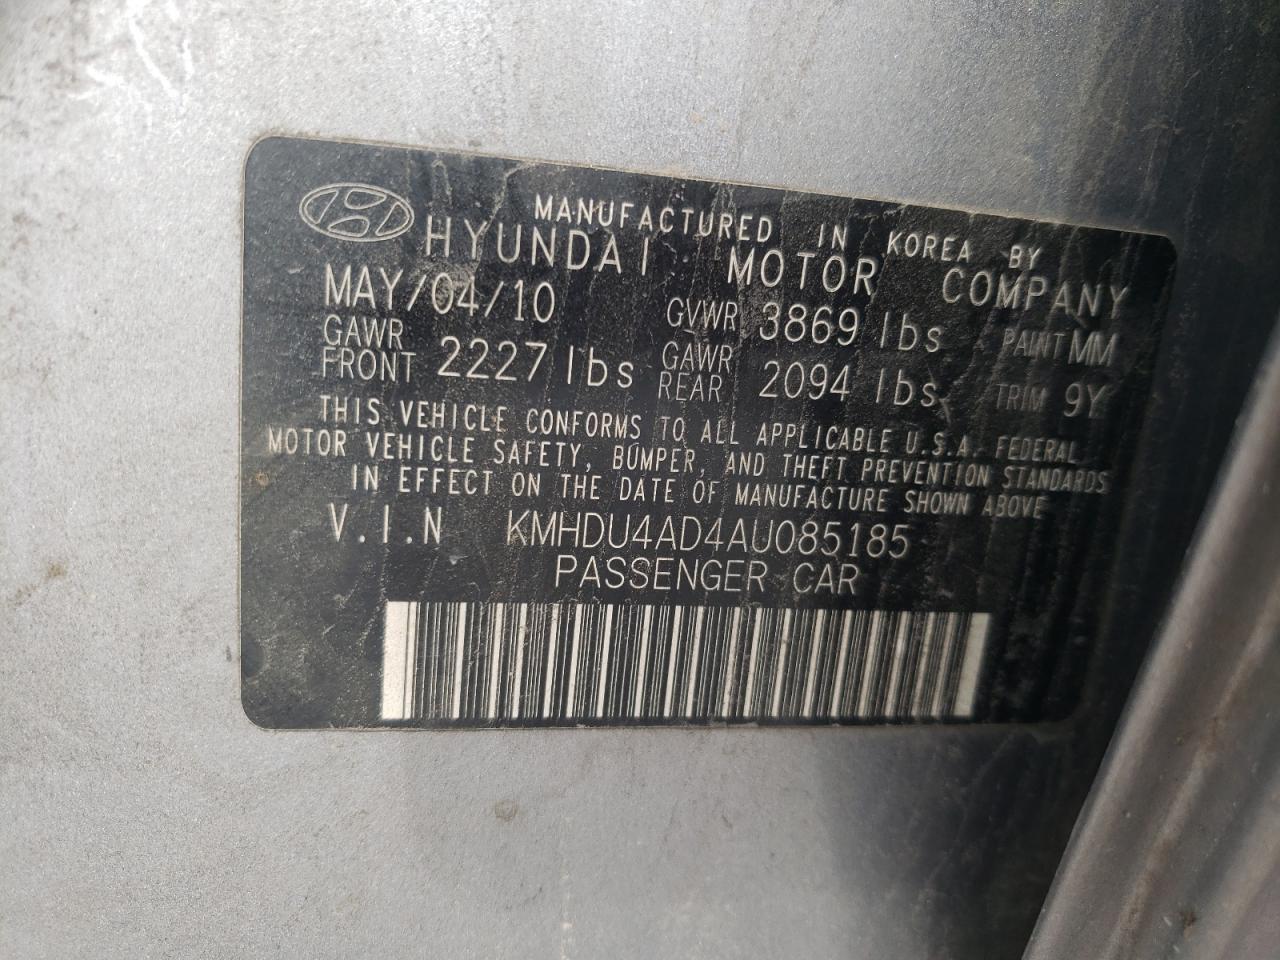 MANUFACTURED IN KOREA BY
HYUNDAI MOTOR COMPANY
MAY/04/10 GVWR 3869 lbs PAINT MM
GAWR FRONT 2227 lbs GAWR REAR 2094 lbs TRIM 9Y
THIS VEHICLE CONFORMS TO ALL APPLICABLE U.S.A. FEDERAL
MOTOR VEHICLE SAFETY, BUMPER, AND THEFT PREVENTION STANDARDS
IN EFFECT ON THE DATE OF MANUFACTURE SHOWN ABOVE
V.I.N KMHDU4AD4AU085185
PASSENGER CAR